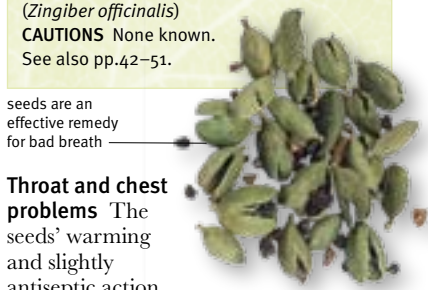 (Zingiber officinalis)
CAUTIONS None known.
See also pp.42–51.
seeds are an
effective remedy
for bad breath
Throat and chest
problems The
seeds’ warming
and slightly
antiseptic action